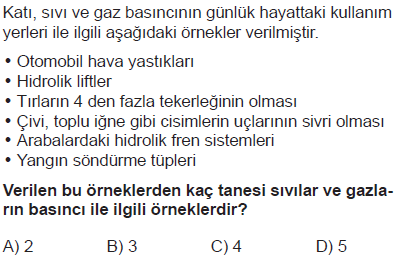 Katı, sıvı ve gaz basıncının günlük hayattaki kullanım
yerleri ile ilgili aşağıdaki örnekler verilmiştir.
• Otomobil hava yastıkları
• Hidrolik liftler
• Tırların 4 den fazla tekerleğinin olması
• Çivi, toplu iğne gibi cisimlerin uçlarının sivri olması
• Arabalardaki hidrolik fren sistemleri
• Yangın söndürme tüpleri
Verilen bu örneklerden kaç tanesi sıvılar ve gazla-
rın basıncı ile ilgili örneklerdir?
A) 2 B) 3 C) 4 D) 5